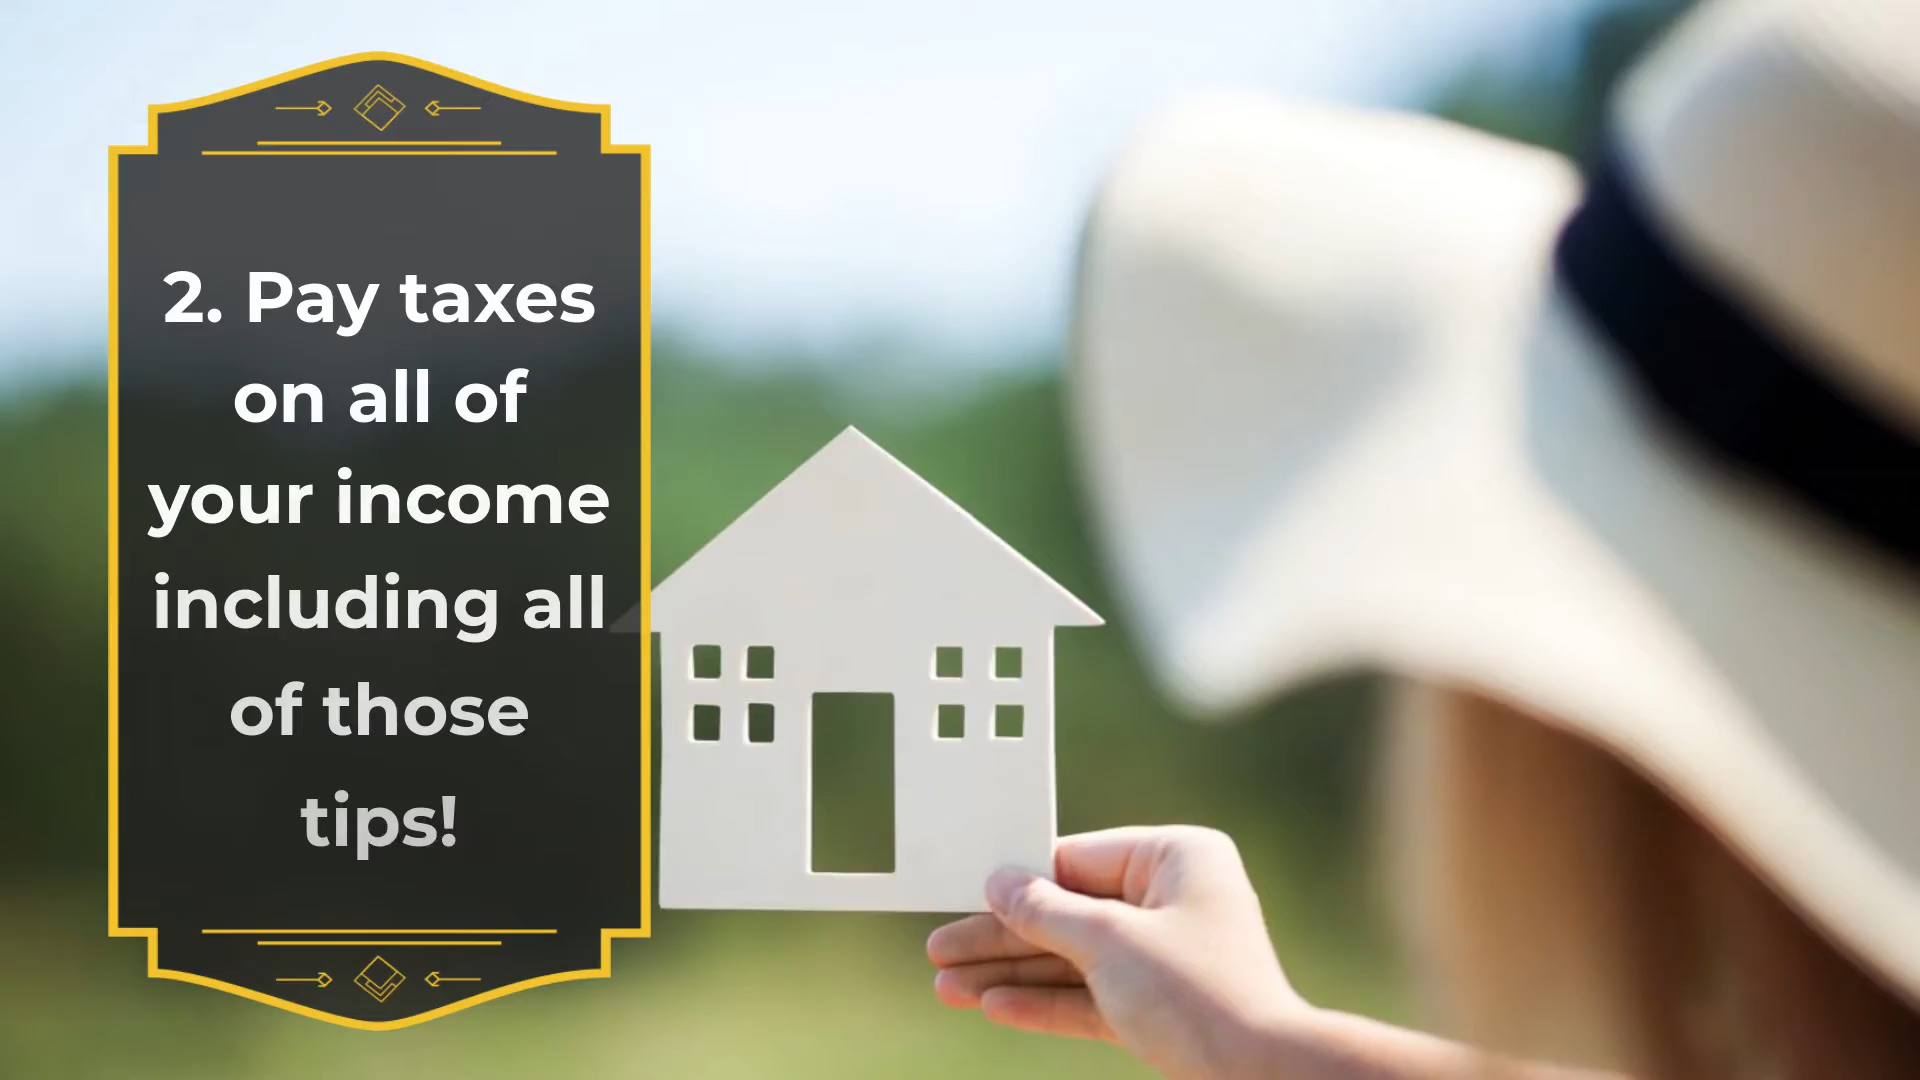 2. Pay taxes
on all of
your income
including all
of those
tips!